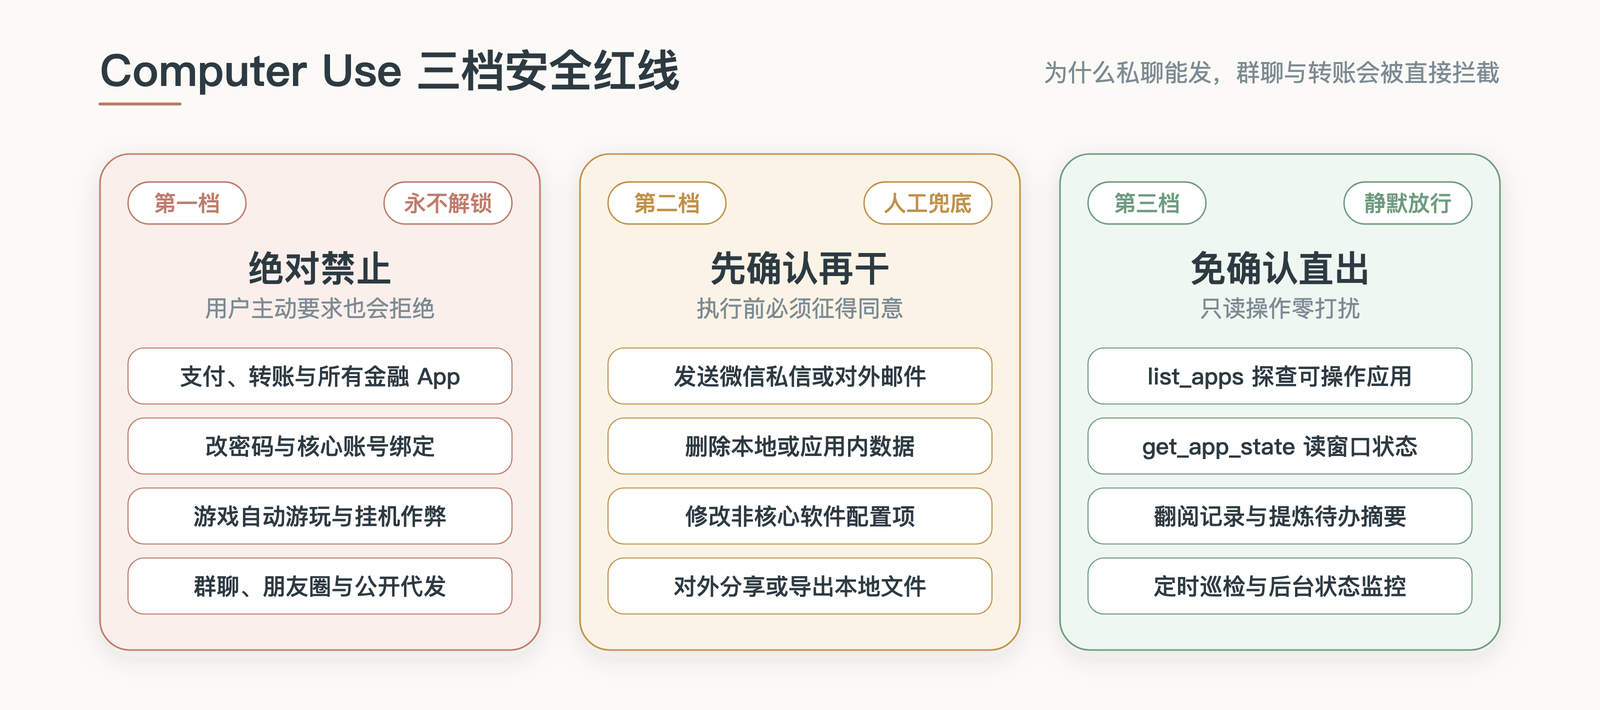 Computer Use 三档安全红线
为什么私聊能发，群聊与转账会被直接拦截
第一档
永不解锁
绝对禁止
用户主动要求也会拒绝
支付、转账与所有金融 App
改密码与核心账号绑定
游戏自动游玩与挂机作弊
群聊、朋友圈与公开代发
第二档
人工兜底
先确认再干
执行前必须征得同意
发送微信私信或对外邮件
删除本地或应用内数据
修改非核心软件配置项
对外分享或导出本地文件
第三档
静默放行
免确认直出
只读操作零打扰
list_apps 探查可操作应用
get_app_state 读窗口状态
翻阅记录与提炼待办摘要
定时巡检与后台状态监控